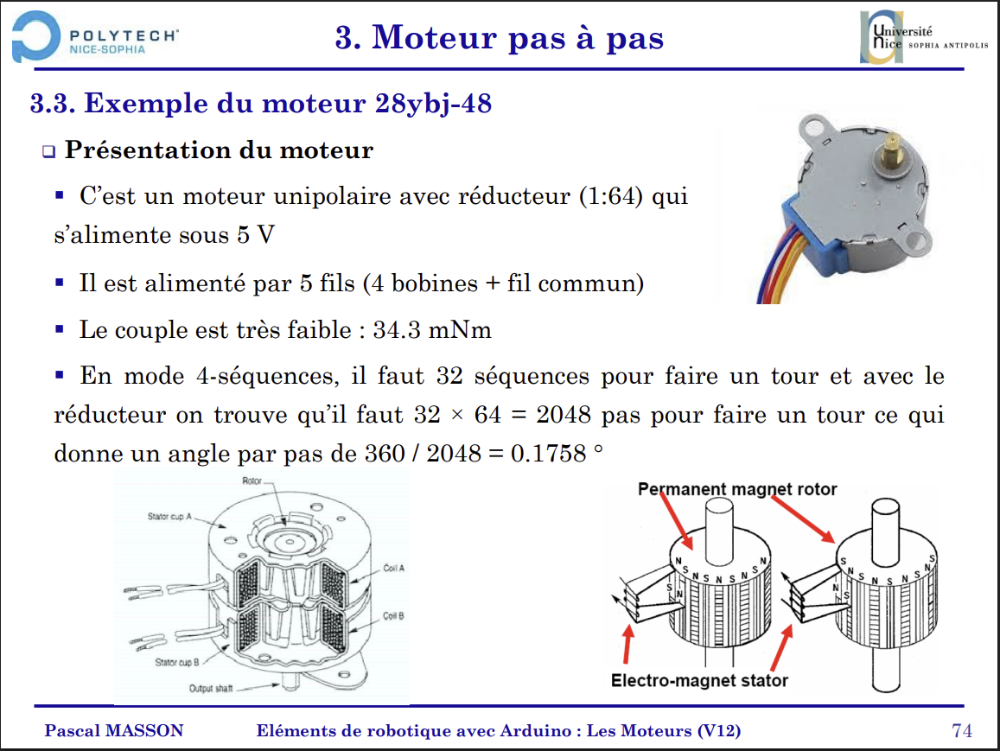 POLYTECH
NICE-SOPHIA
3. Moteur pas à pas
Université
Nice SOPHIA ANTIPOLIS
3.3. Exemple du moteur 28ybj-48
❑ Présentation du moteur
▪ C’est un moteur unipolaire avec réducteur (1:64) qui
s’alimente sous 5 V
▪ Il est alimenté par 5 fils (4 bobines + fil commun)
▪ Le couple est très faible : 34.3 mNm
▪ En mode 4-séquences, il faut 32 séquences pour faire un tour et avec le
réducteur on trouve qu’il faut 32 × 64 = 2048 pas pour faire un tour ce qui
donne un angle par pas de 360 / 2048 = 0.1758 °
Rotor
Stator cup A
Coil A
Coil B
Stator cup B
Output shaft
Permanent magnet rotor
N S N S N S N S N
S N
S N S N S N S N S
N S
Electro-magnet stator
Pascal MASSON
Eléments de robotique avec Arduino : Les Moteurs (V12)
74